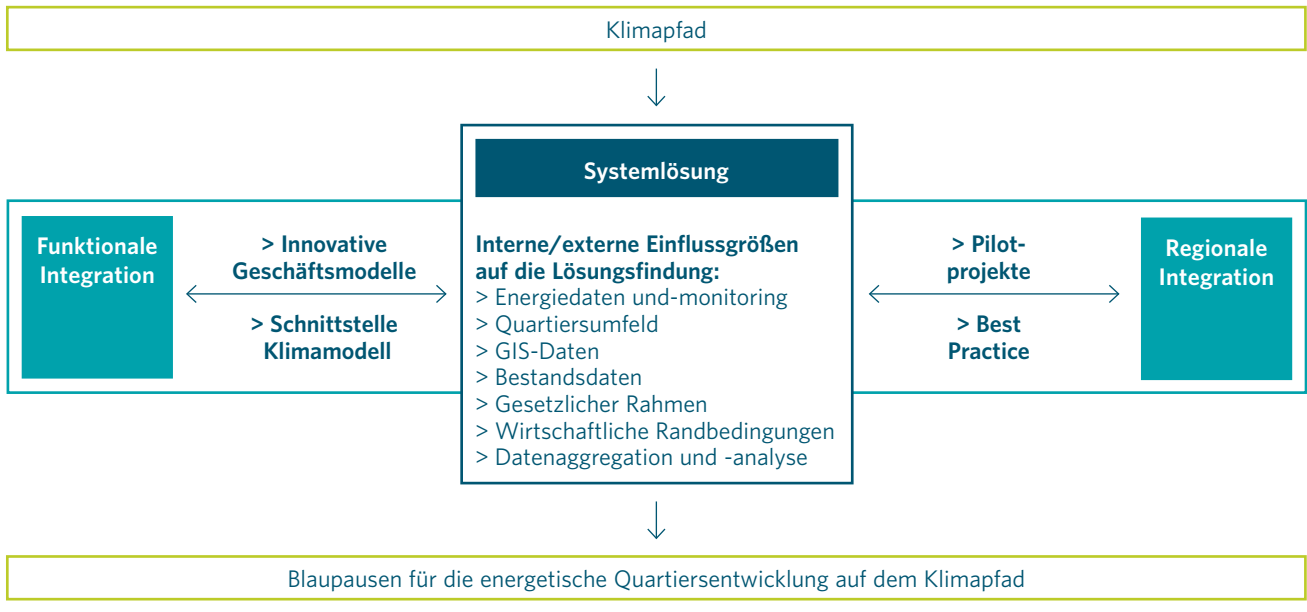 Klimapfad
Systemlösung
Funktionale
Integration
> Innovative
Geschäftsmodelle
> Schnittstelle
Klimamodell
Interne/externe Einflussgrößen
auf die Lösungsfindung:
> Energiedaten und-monitoring
> Quartiersumfeld
> GIS-Daten
> Bestandsdaten
> Gesetzlicher Rahmen
> Wirtschaftliche Randbedingungen
> Datenaggregation und -analyse
> Pilot-
projekte
> Best
Practice
Regionale
Integration
Blaupausen für die energetische Quartiersentwicklung auf dem Klimapfad